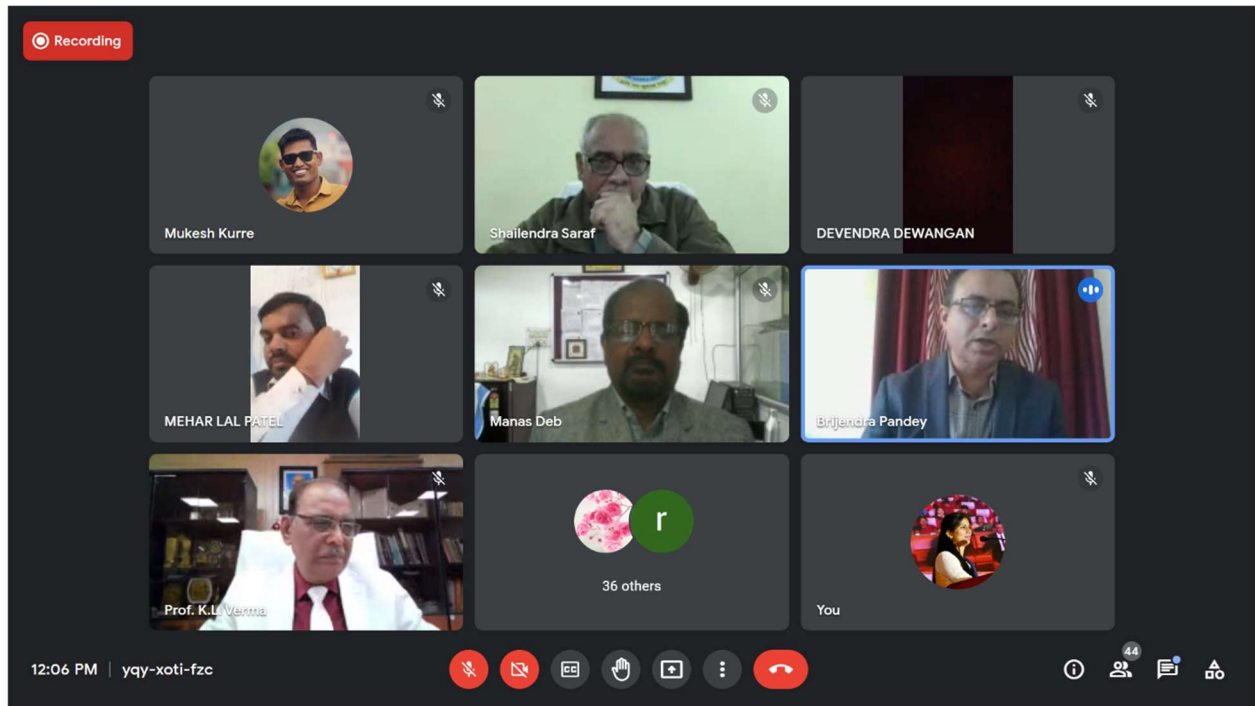 Recording
Mukesh Kurre
Shailendra Saraf
DEVENDRA DEWANGAN
MEHAR LAL PATEL
Manas Deb
Brijendra Pandey
Prof. K.L. Verma
r
36 others
You
12:06 PM | yqy-xoti-fzc
CC
44